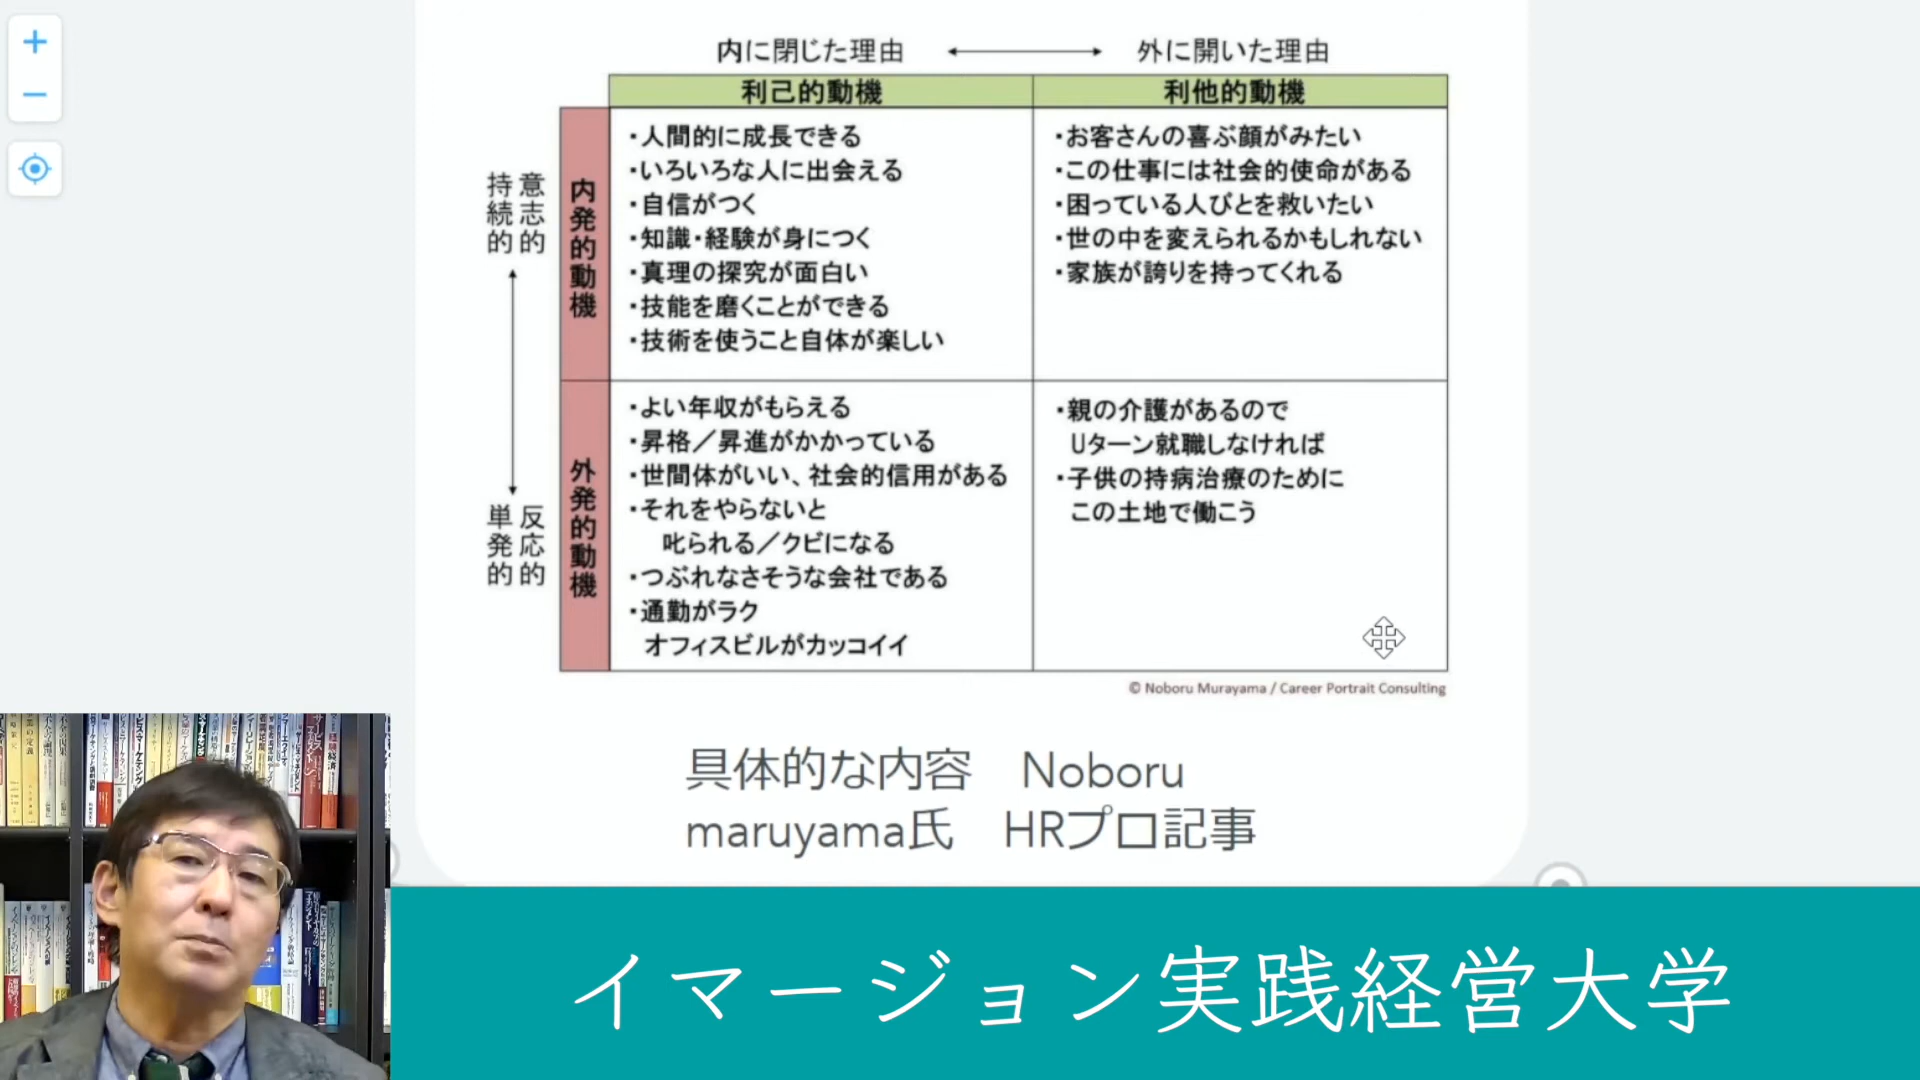 内に閉じた理由
外に開いた理由
利己的動機
利他的動機
意志的
持続的
内発的動機
・人間的に成長できる
・いろいろな人に出会える
・自信がつく
・知識・経験が身につく
・真理の探究が面白い
・技能を磨くことができる
・技術を使うこと自体が楽しい
・お客さんの喜ぶ顔がみたい
・この仕事には社会的使命がある
・困っている人びとを救いたい
・世の中を変えられるかもしれない
・家族が誇りを持ってくれる
反応的
単発的
外発的動機
・よい年収がもらえる
・昇格／昇進がかかっている
・世間体がいい、社会的信用がある
・それをやらないと
叱られる／クビになる
・つぶれなさそうな会社である
・通勤がラク
オフィスビルがカッコイイ
・親の介護があるので
Uターン就職しなければ
・子供の持病治療のために
この土地で働こう
© Noboru Murayama / Career Portrait Consulting
具体的な内容　Noboru
maruyama氏　HRプロ記事
イマージョン実践経営大学